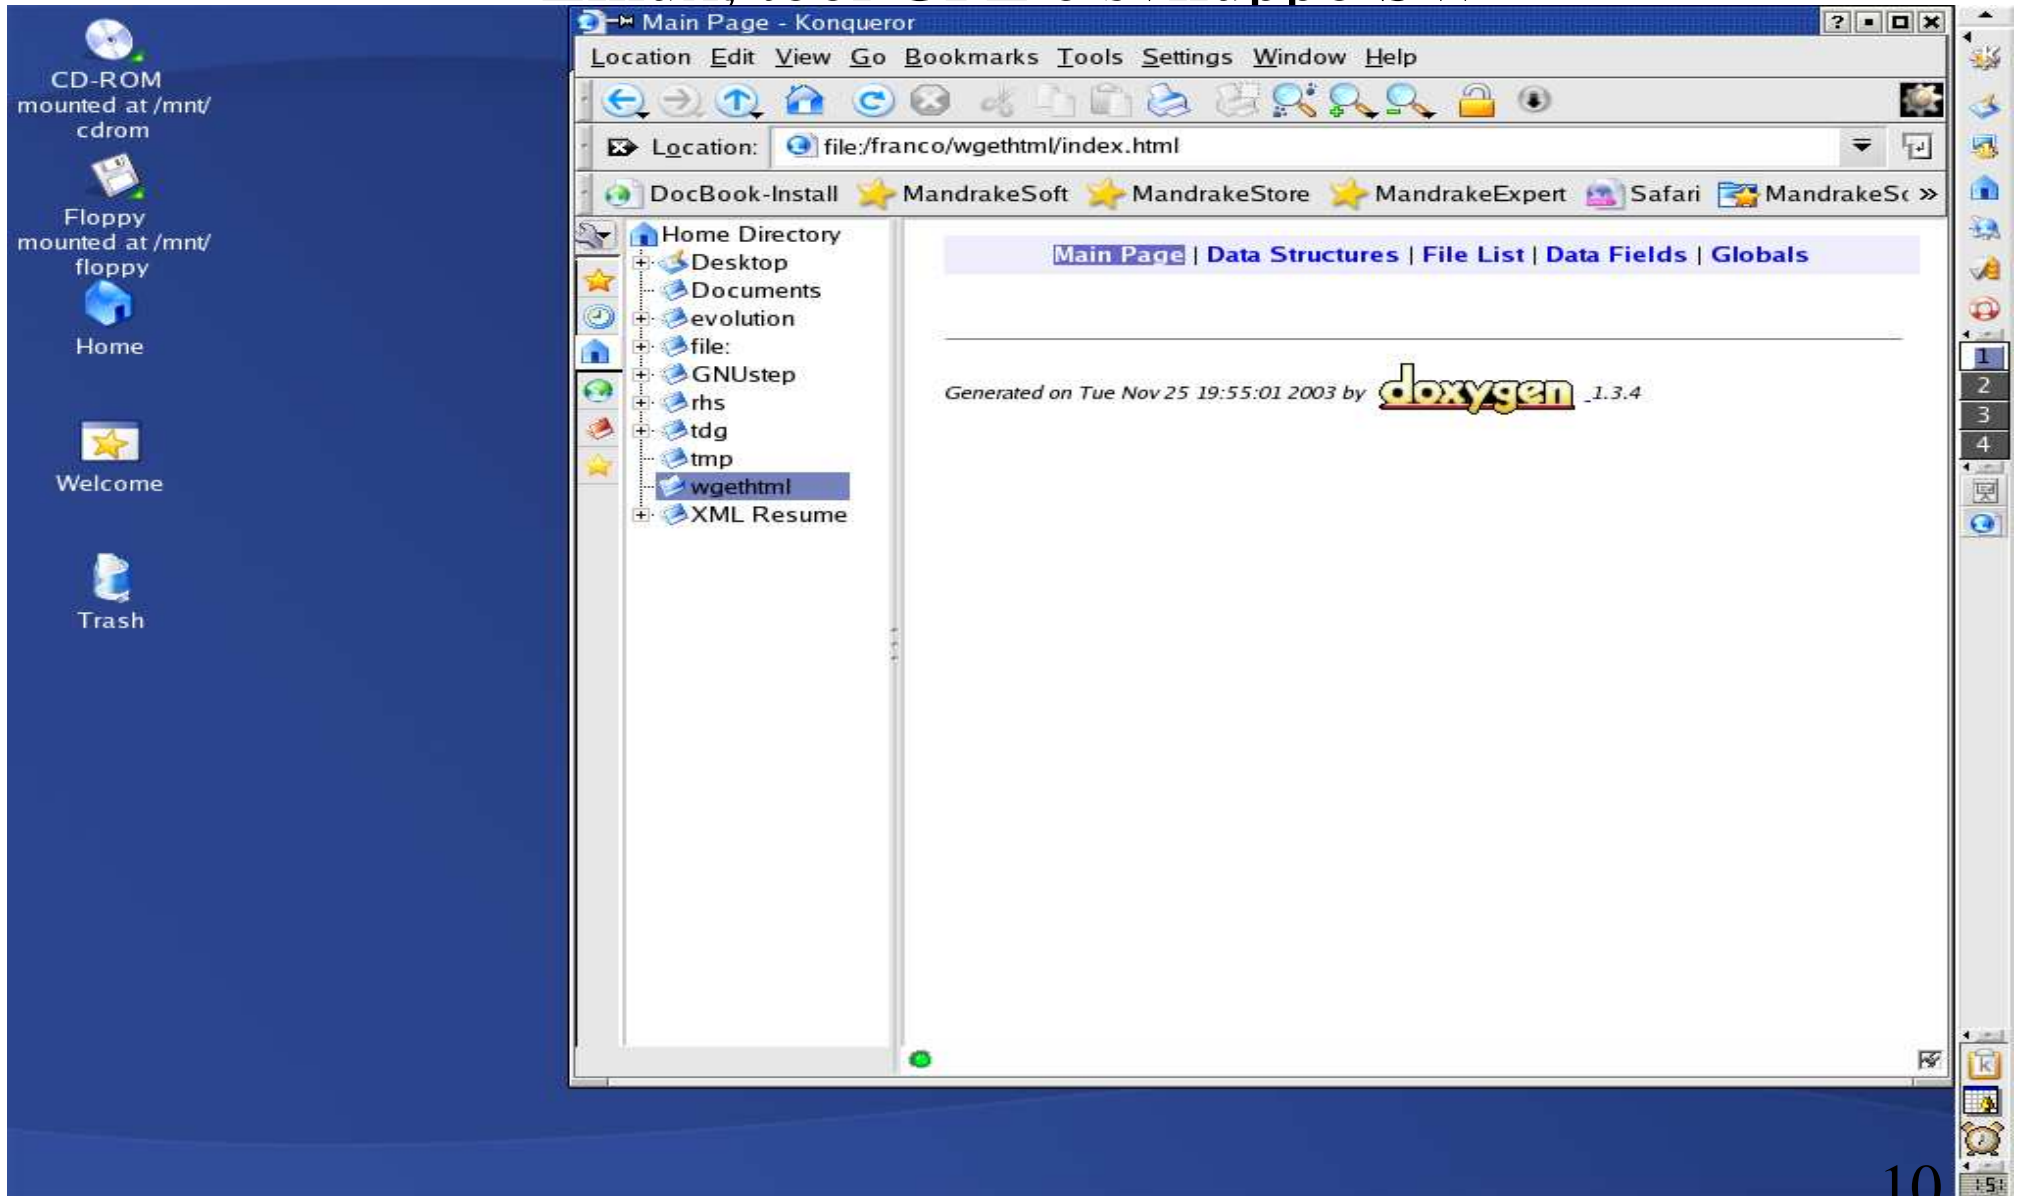 CD-ROM
mounted at /mnt/
cdrom
Floppy
mounted at /mnt/
floppy
Home
Welcome
Trash
Main Page - Konqueror
Location Edit View Go Bookmarks Tools Settings Window Help
Location: file:/franco/wgethtml/index.html
DocBook-Install MandrakeSoft MandrakeStore MandrakeExpert Safari MandrakeSo »
Home Directory
Desktop
Documents
evolution
file:
GNUstep
rhs
tdg
tmp
wgethtml
XML Resume
Main Page | Data Structures | File List | Data Fields | Globals
Generated on Tue Nov 25 19:55:01 2003 by doxygen 1.3.4
1
2
3
4
10